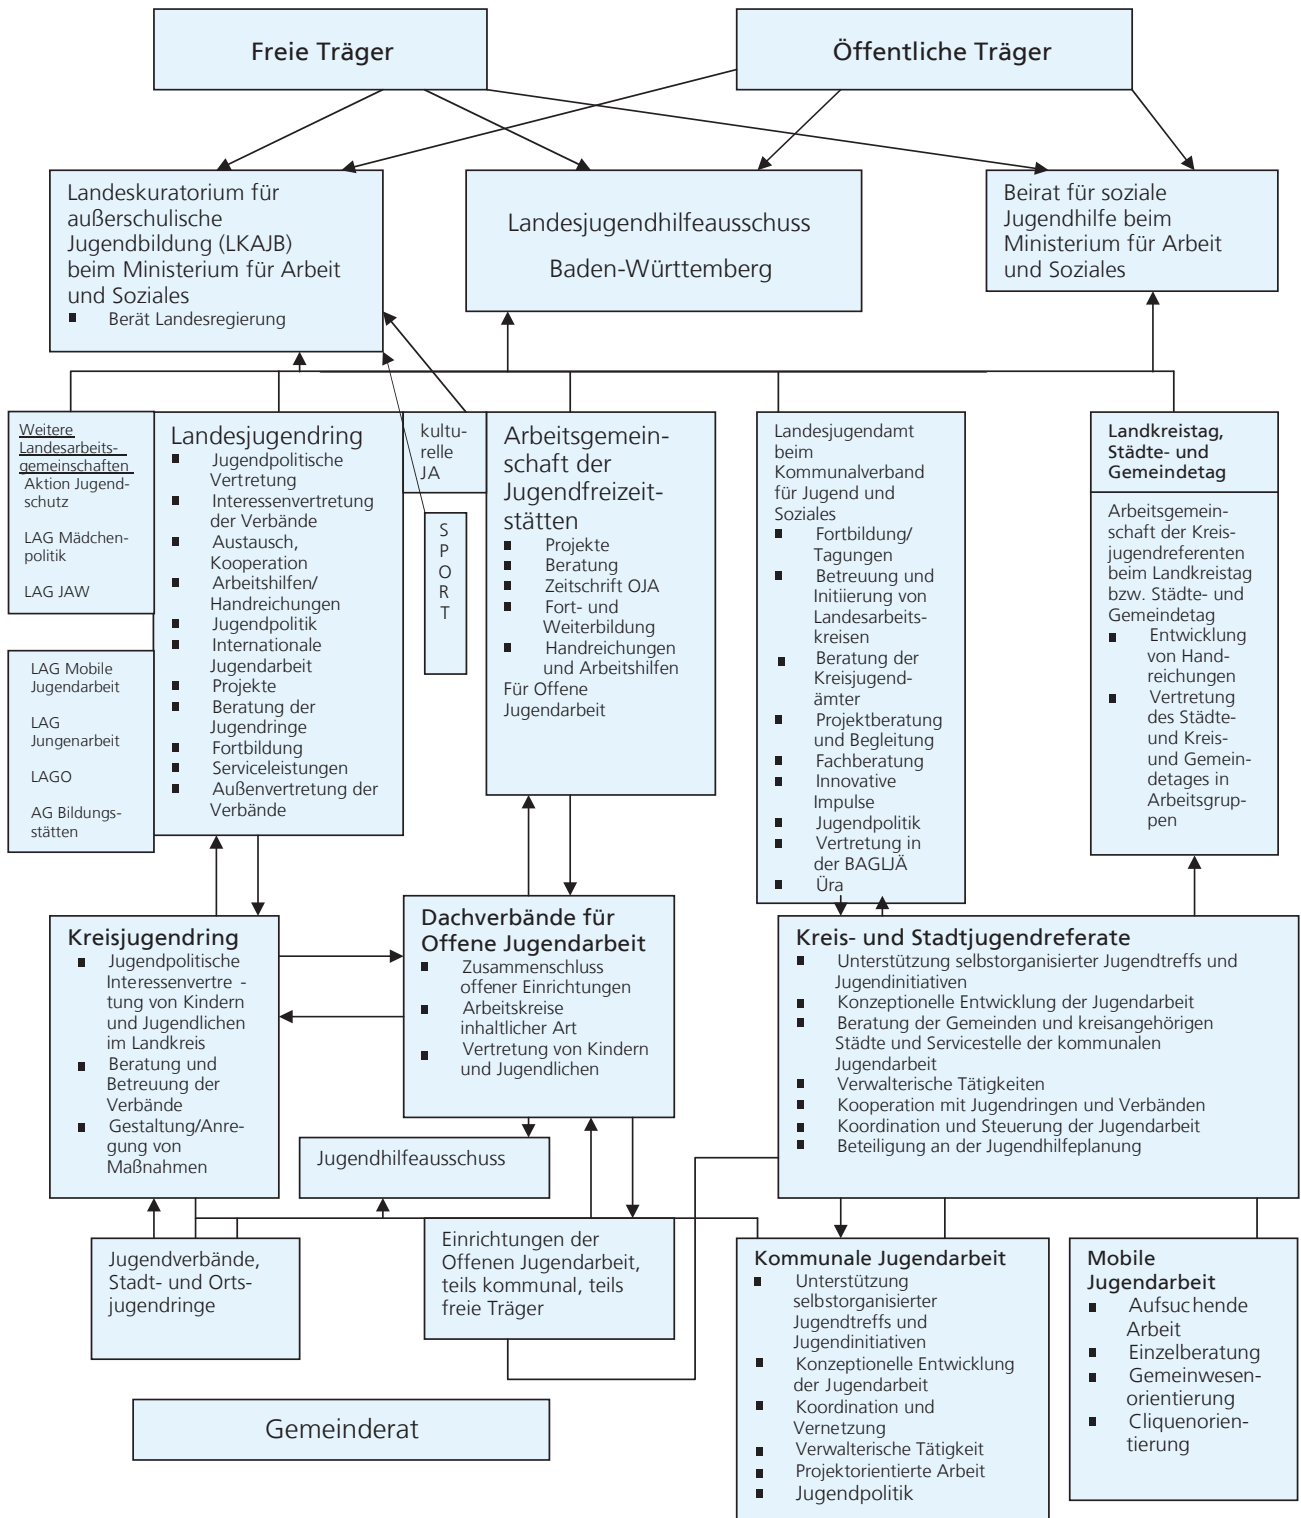 Freie Träger
Öffentliche Träger
Landeskuratorium für
außerschulische
Jugendbildung (LKAJB)
beim Ministerium für Arbeit
und Soziales
▪ Berät Landesregierung
Landesjugendhilfeausschuss
Baden-Württemberg
Beirat für soziale
Jugendhilfe beim
Ministerium für Arbeit
und Soziales
Weitere
Landesarbeits-
gemeinschaften
Aktion Jugend-
schutz
LAG Mädchen-
politik
LAG JAW
LAG Mobile
Jugendarbeit
LAG
Jungenarbeit
LAGO
AG Bildungs-
stätten
Landesjugendring
▪ Jugendpolitische
Vertretung
▪ Interessenvertretung
der Verbände
▪ Austausch,
Kooperation
▪ Arbeitshilfen/
Handreichungen
▪ Jugendpolitik
▪ Internationale
Jugendarbeit
▪ Projekte
▪ Beratung der
Jugendringe
▪ Fortbildung
▪ Serviceleistungen
▪ Außenvertretung der
Verbände
kultu-
relle
JA
S
P
O
R
T
Arbeitsgemein-
schaft der
Jugendfreizeit-
stätten
▪ Projekte
▪ Beratung
▪ Zeitschrift OJA
▪ Fort- und
Weiterbildung
▪ Handreichungen
und Arbeitshilfen
Für Offene
Jugendarbeit
Landesjugendamt
beim
Kommunalverband
für Jugend und
Soziales
▪ Fortbildung/
Tagungen
▪ Betreuung und
Initiierung von
Landesarbeits-
kreisen
▪ Beratung der
Kreisjugend-
ämter
▪ Projektberatung
und Begleitung
▪ Fachberatung
▪ Innovative
Impulse
▪ Jugendpolitik
▪ Vertretung in
der BAGLJÄ
▪ Üra
Landkreistag,
Städte- und
Gemeindetag
Arbeitsgemein-
schaft der Kreis-
jugendreferenten
beim Landkreistag
bzw. Städte- und
Gemeindetag
▪ Entwicklung
von Hand-
reichungen
▪ Vertretung
des Städte-
und Kreis-
und Gemein-
detages in
Arbeitsgrup-
pen
Kreisjugendring
▪ Jugendpolitische
Interessenvertre -
tung von Kindern
und Jugendlichen
im Landkreis
▪ Beratung und
Betreuung der
Verbände
▪ Gestaltung/Anre-
gung von
Maßnahmen
Dachverbände für
Offene Jugendarbeit
▪ Zusammenschluss
offener Einrichtungen
▪ Arbeitskreise
inhaltlicher Art
▪ Vertretung von Kindern
und Jugendlichen
Kreis- und Stadtjugendreferate
▪ Unterstützung selbstorganisierter Jugendtreffs und
Jugendinitiativen
▪ Konzeptionelle Entwicklung der Jugendarbeit
▪ Beratung der Gemeinden und kreisangehörigen
Städte und Servicestelle der kommunalen
Jugendarbeit
▪ Verwalterische Tätigkeiten
▪ Kooperation mit Jugendringen und Verbänden
▪ Koordination und Steuerung der Jugendarbeit
▪ Beteiligung an der Jugendhilfeplanung
Jugendhilfeausschuss
Jugendverbände,
Stadt- und Orts-
jugendringe
Einrichtungen der
Offenen Jugendarbeit,
teils kommunal, teils
freie Träger
Kommunale Jugendarbeit
▪ Unterstützung
selbstorganisierter
Jugendtreffs und
Jugendinitiativen
▪ Konzeptionelle Entwicklung
der Jugendarbeit
▪ Koordination und
Vernetzung
▪ Verwalterische Tätigkeit
▪ Projektorientierte Arbeit
▪ Jugendpolitik
Mobile
Jugendarbeit
▪ Aufsuchende
Arbeit
▪ Einzelberatung
▪ Gemeinwesen-
orientierung
▪ Cliquenorien-
tierung
Gemeinderat